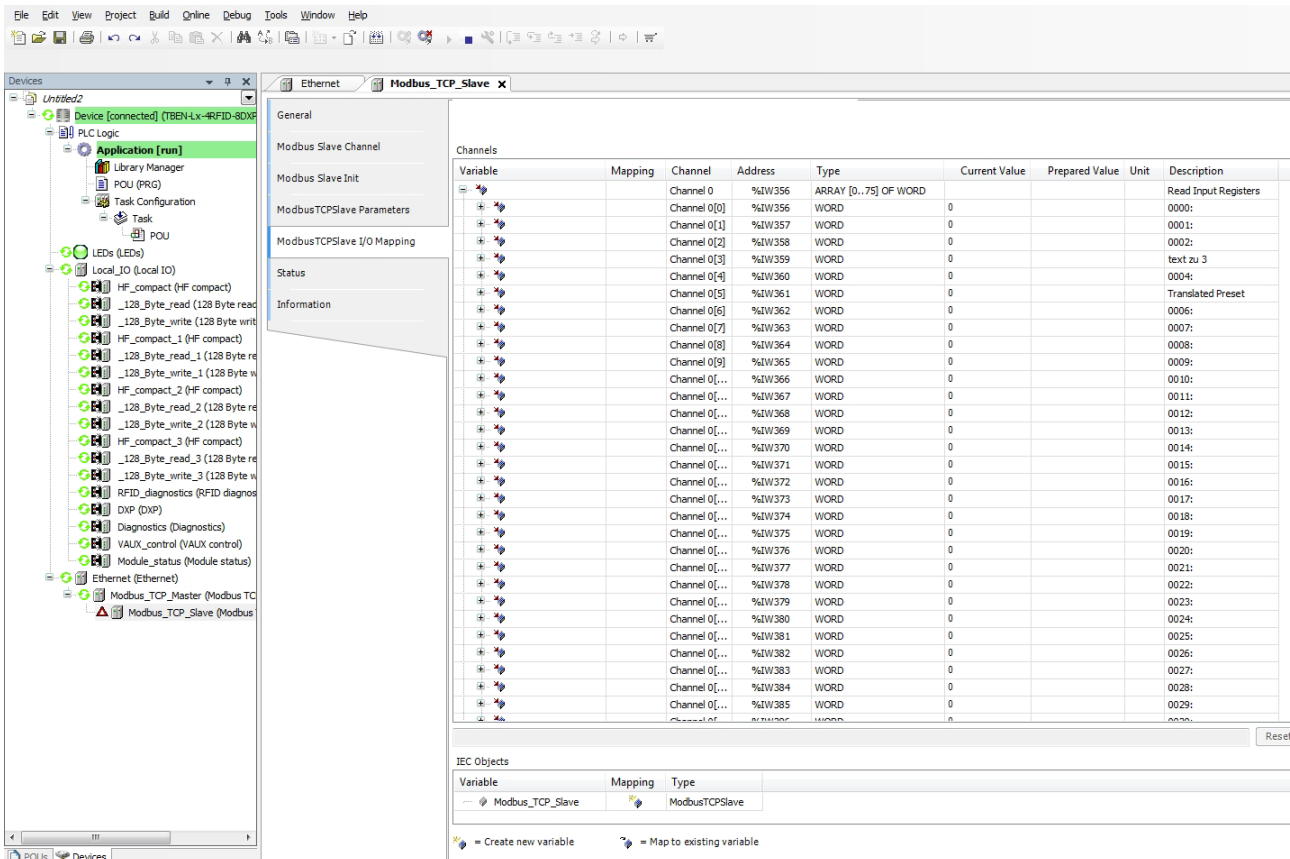 File Edit View Project Build Online Debug Tools Window Help
Devices
Untitled2
Device [connected] (TBEN-Lx-4RFID-8DXP
PLC Logic
Application [run]
Library Manager
POU (PRG)
Task Configuration
Task
POU
LEDs (LEDs)
Local_IO (Local IO)
HF_compact (HF compact)
_128_Byte_read (128 Byte read
_128_Byte_write (128 Byte writ
HF_compact_1 (HF compact)
_128_Byte_read_1 (128 Byte re
_128_Byte_write_1 (128 Byte w
HF_compact_2 (HF compact)
_128_Byte_read_2 (128 Byte re
_128_Byte_write_2 (128 Byte w
HF_compact_3 (HF compact)
_128_Byte_read_3 (128 Byte re
_128_Byte_write_3 (128 Byte w
RFID_diagnostics (RFID diagnos
DXP (DXP)
Diagnostics (Diagnostics)
VAUX_control (VAUX control)
Module_status (Module status)
Ethernet (Ethernet)
Modbus_TCP_Master (Modbus TC
Modbus_TCP_Slave (Modbus
POUs Devices
Ethernet Modbus_TCP_Slave
General
Modbus Slave Channel
Modbus Slave Init
ModbusTCPSlave Parameters
ModbusTCPSlave I/O Mapping
Status
Information
Channels
Variable Mapping Channel Address Type Current Value Prepared Value Unit Description
Channel 0 %IW356 ARRAY [0..75] OF WORD Read Input Registers
Channel 0[0] %IW356 WORD 0 0000:
Channel 0[1] %IW357 WORD 0 0001:
Channel 0[2] %IW358 WORD 0 0002:
Channel 0[3] %IW359 WORD 0 text zu 3
Channel 0[4] %IW360 WORD 0 0004:
Channel 0[5] %IW361 WORD 0 Translated Preset
Channel 0[6] %IW362 WORD 0 0006:
Channel 0[7] %IW363 WORD 0 0007:
Channel 0[8] %IW364 WORD 0 0008:
Channel 0[9] %IW365 WORD 0 0009:
Channel 0[... %IW366 WORD 0 0010:
Channel 0[... %IW367 WORD 0 0011:
Channel 0[... %IW368 WORD 0 0012:
Channel 0[... %IW369 WORD 0 0013:
Channel 0[... %IW370 WORD 0 0014:
Channel 0[... %IW371 WORD 0 0015:
Channel 0[... %IW372 WORD 0 0016:
Channel 0[... %IW373 WORD 0 0017:
Channel 0[... %IW374 WORD 0 0018:
Channel 0[... %IW375 WORD 0 0019:
Channel 0[... %IW376 WORD 0 0020:
Channel 0[... %IW377 WORD 0 0021:
Channel 0[... %IW378 WORD 0 0022:
Channel 0[... %IW379 WORD 0 0023:
Channel 0[... %IW380 WORD 0 0024:
Channel 0[... %IW381 WORD 0 0025:
Channel 0[... %IW382 WORD 0 0026:
Channel 0[... %IW383 WORD 0 0027:
Channel 0[... %IW384 WORD 0 0028:
Channel 0[... %IW385 WORD 0 0029:
Reset
IEC Objects
Variable Mapping Type
Modbus_TCP_Slave ModbusTCPSlave
= Create new variable = Map to existing variable